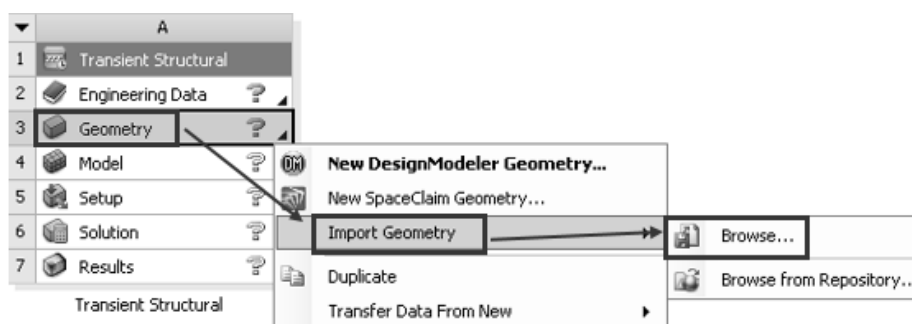 A
1 Transient Structural
2 Engineering Data ?
3 Geometry ?
4 Model ?
5 Setup ?
6 Solution ?
7 Results ?
Transient Structural
DM New DesignModeler Geometry...
New SpaceClaim Geometry...
Import Geometry
Duplicate
Transfer Data From New
Browse...
Browse from Repository..